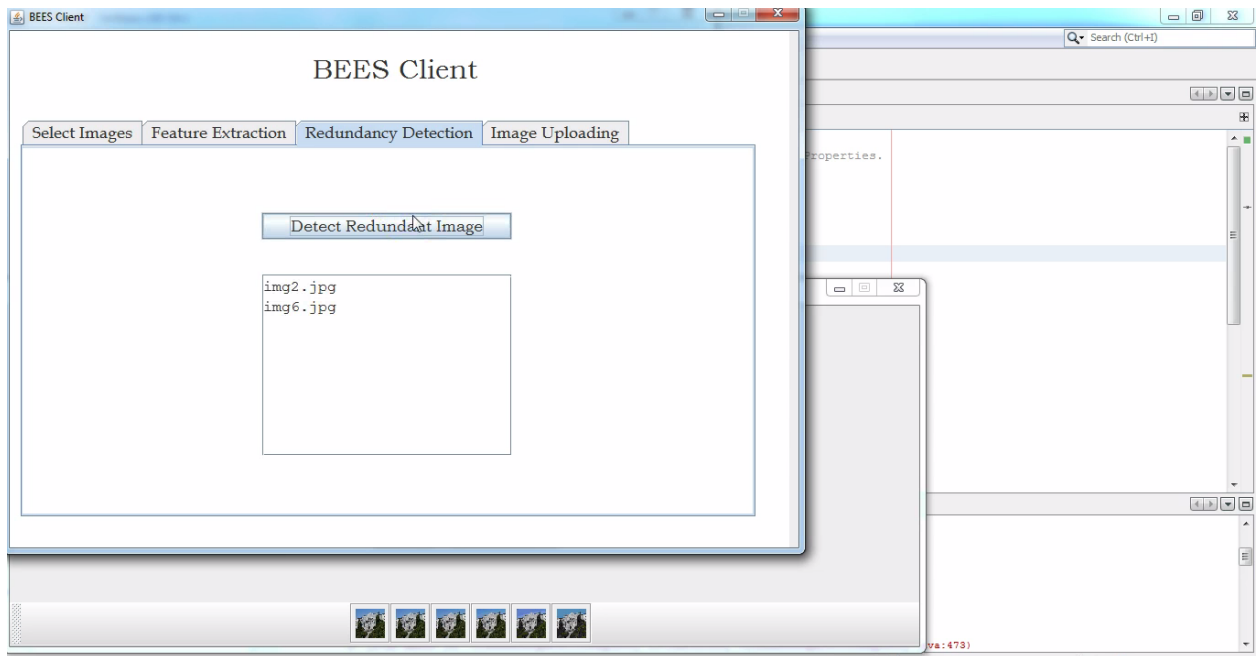 BEES Client
Search (Ctrl+I)
BEES Client
Select Images
Feature Extraction
Redundancy Detection
Image Uploading
Properties.
Detect Redundant Image
img2.jpg
img6.jpg
va:473)